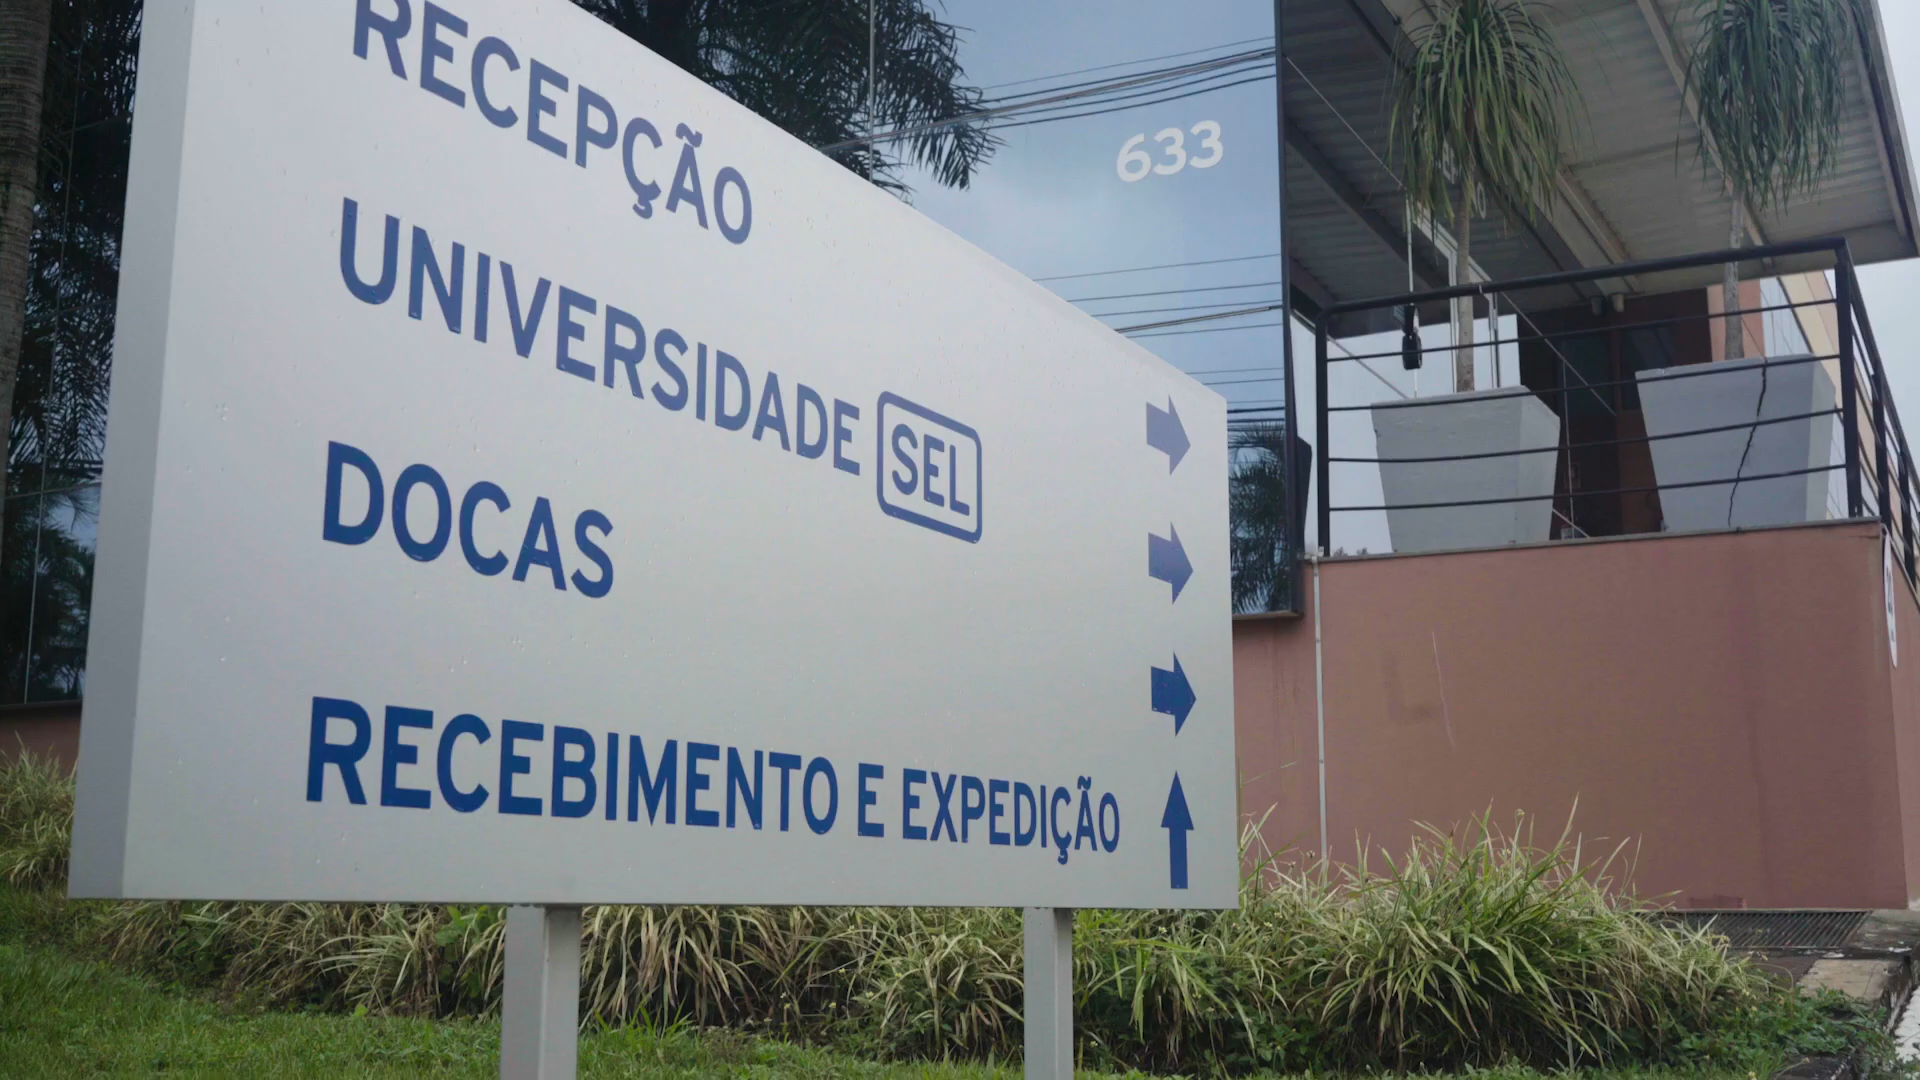 RECEPÇÃO
UNIVERSIDADE SEL
DOCAS
RECEBIMENTO E EXPEDIÇÃO
633